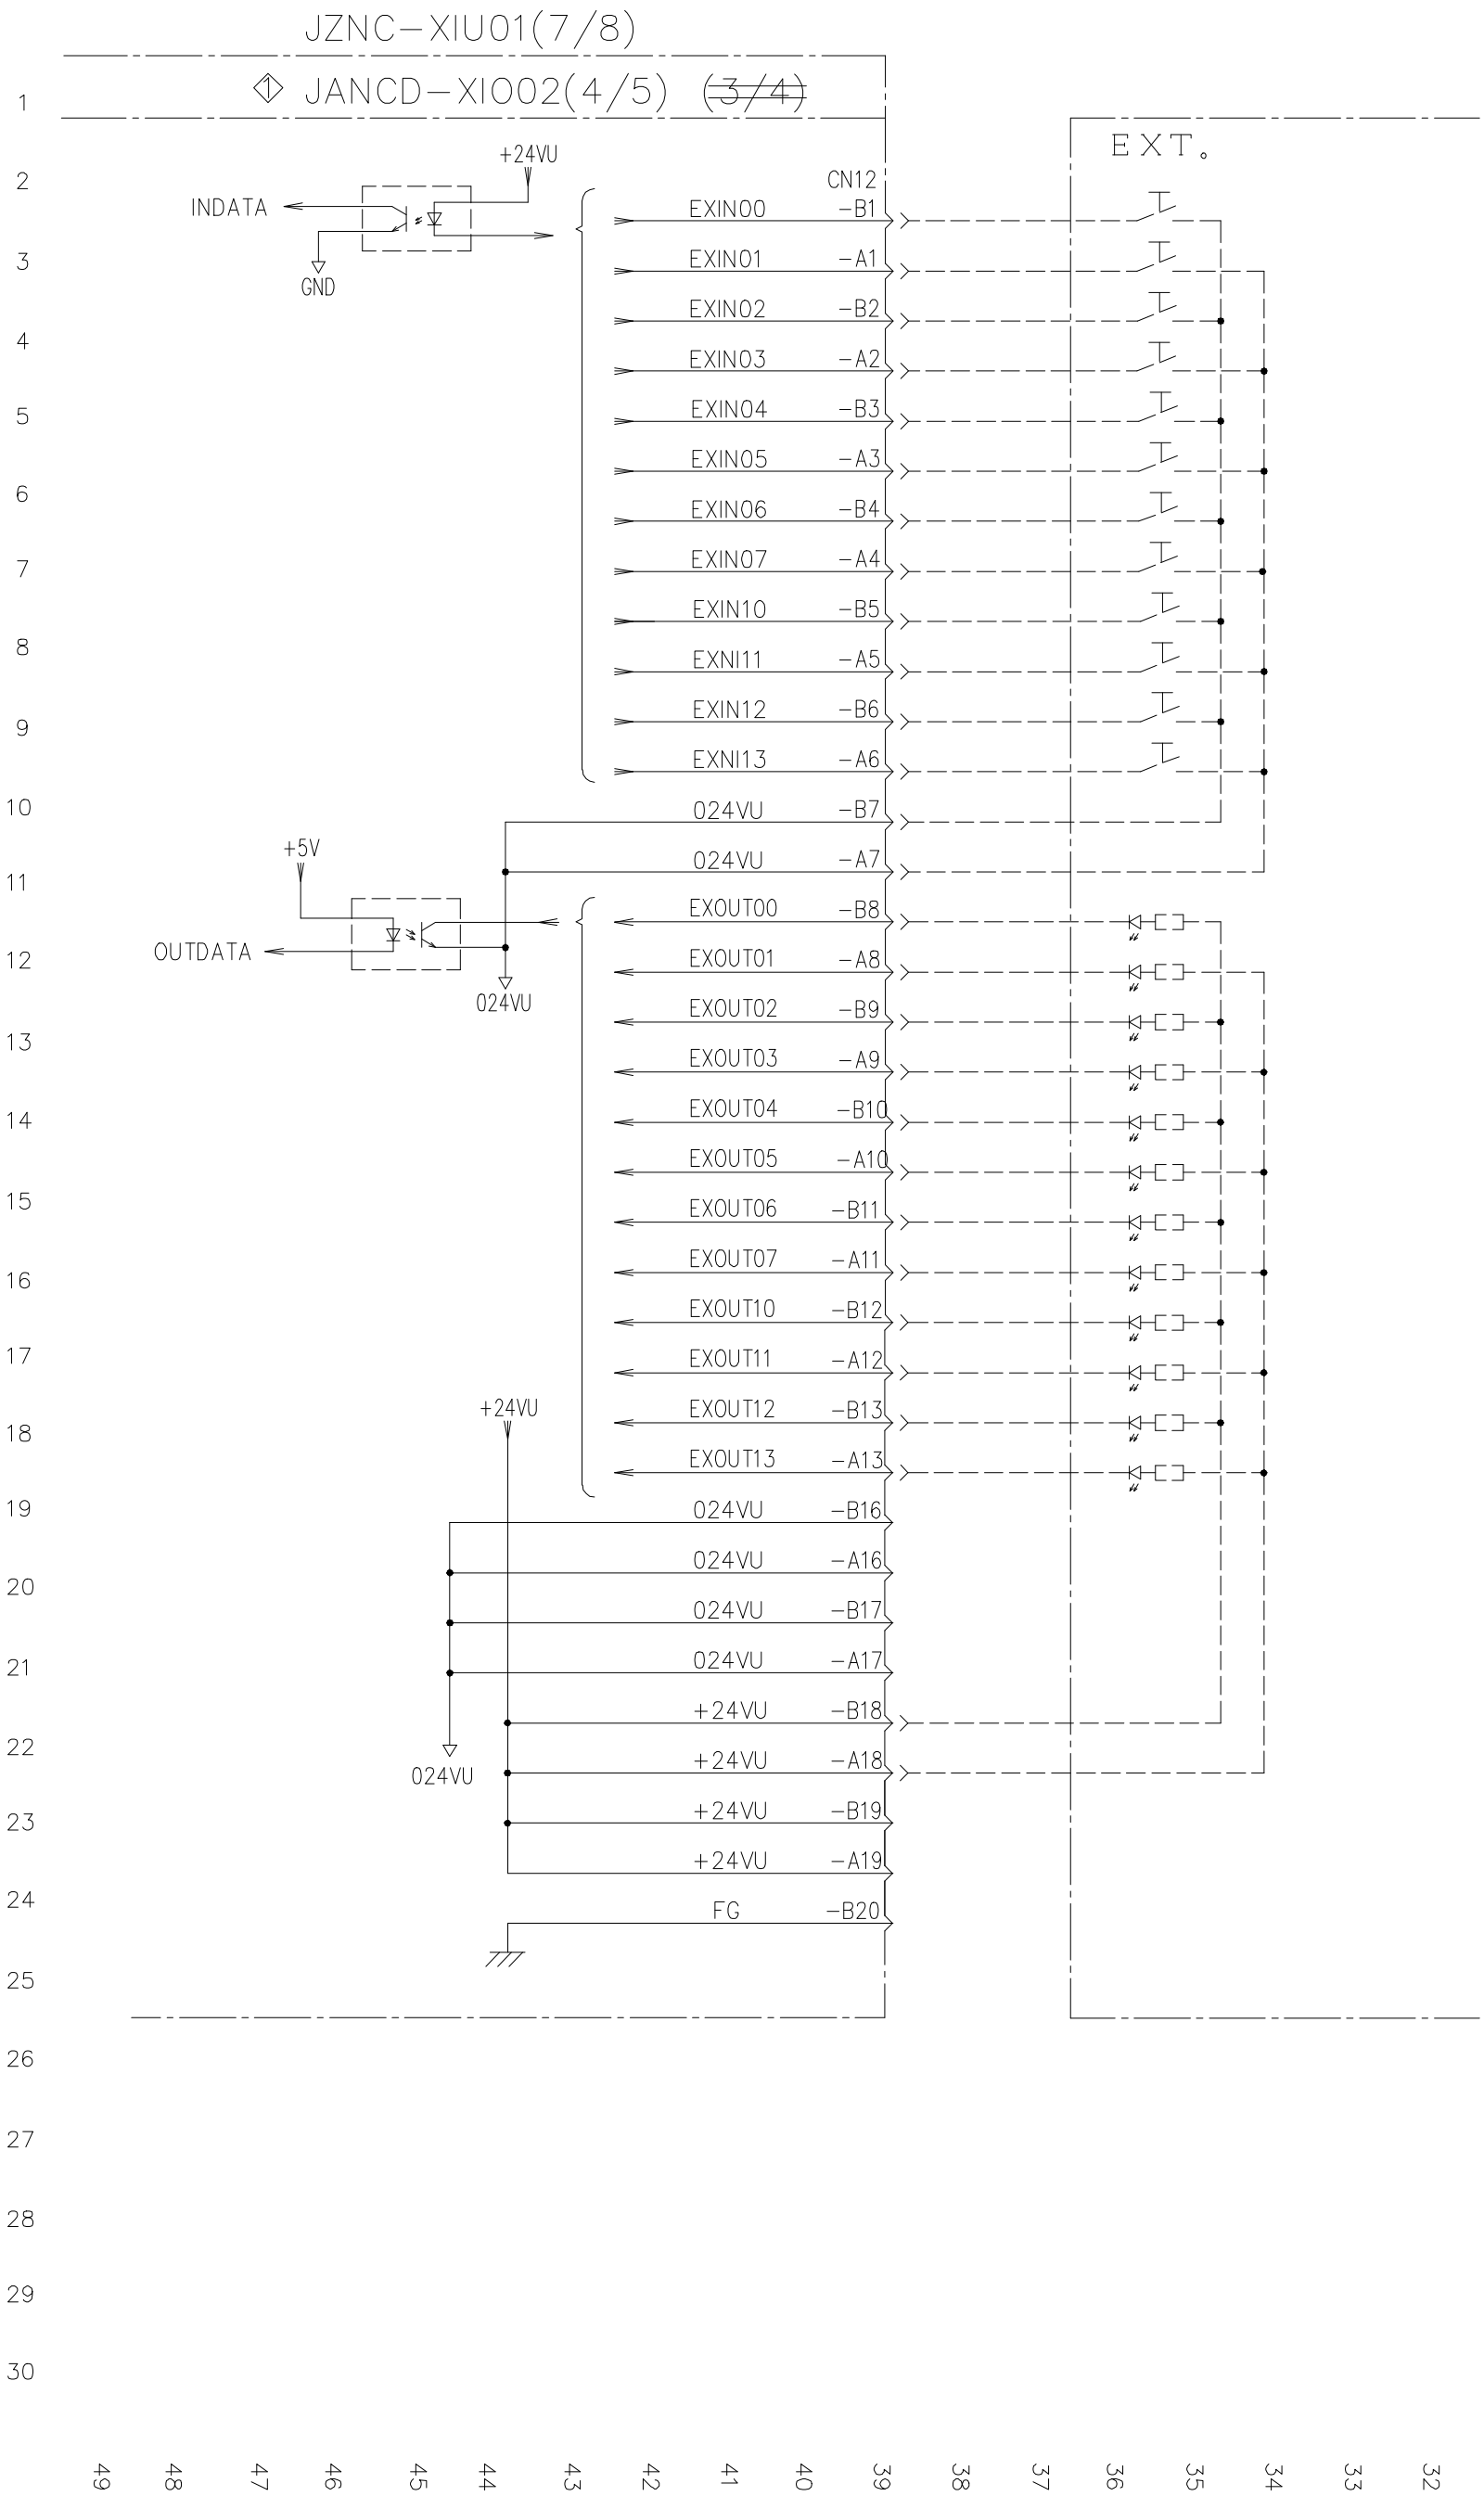 JZNC-XIU01(7/8)
1 JANCD-XIO02(4/5) (3/4)
1
EXT.
+24VU
2
CN12
INDATA
EXIN00 -B1
3
EXIN01 -A1
GND
EXIN02 -B2
4
EXIN03 -A2
5
EXIN04 -B3
EXIN05 -A3
6
EXIN06 -B4
7
EXIN07 -A4
EXIN10 -B5
8
EXNI11 -A5
9
EXIN12 -B6
EXNI13 -A6
10
024VU -B7
+5V
024VU -A7
11
EXOUT00 -B8
OUTDATA
12
EXOUT01 -A8
024VU
EXOUT02 -B9
13
EXOUT03 -A9
14
EXOUT04 -B10
EXOUT05 -A10
15
EXOUT06 -B11
16
EXOUT07 -A11
EXOUT10 -B12
17
EXOUT11 -A12
+24VU
EXOUT12 -B13
18
EXOUT13 -A13
19
024VU -B16
024VU -A16
20
024VU -B17
21
024VU -A17
+24VU -B18
22
+24VU -A18
024VU
23
+24VU -B19
+24VU -A19
24
FG -B20
25
26
27
28
29
30
49 48 47 46 45 44 43 42 41 40 39 38 37 36 35 34 33 32